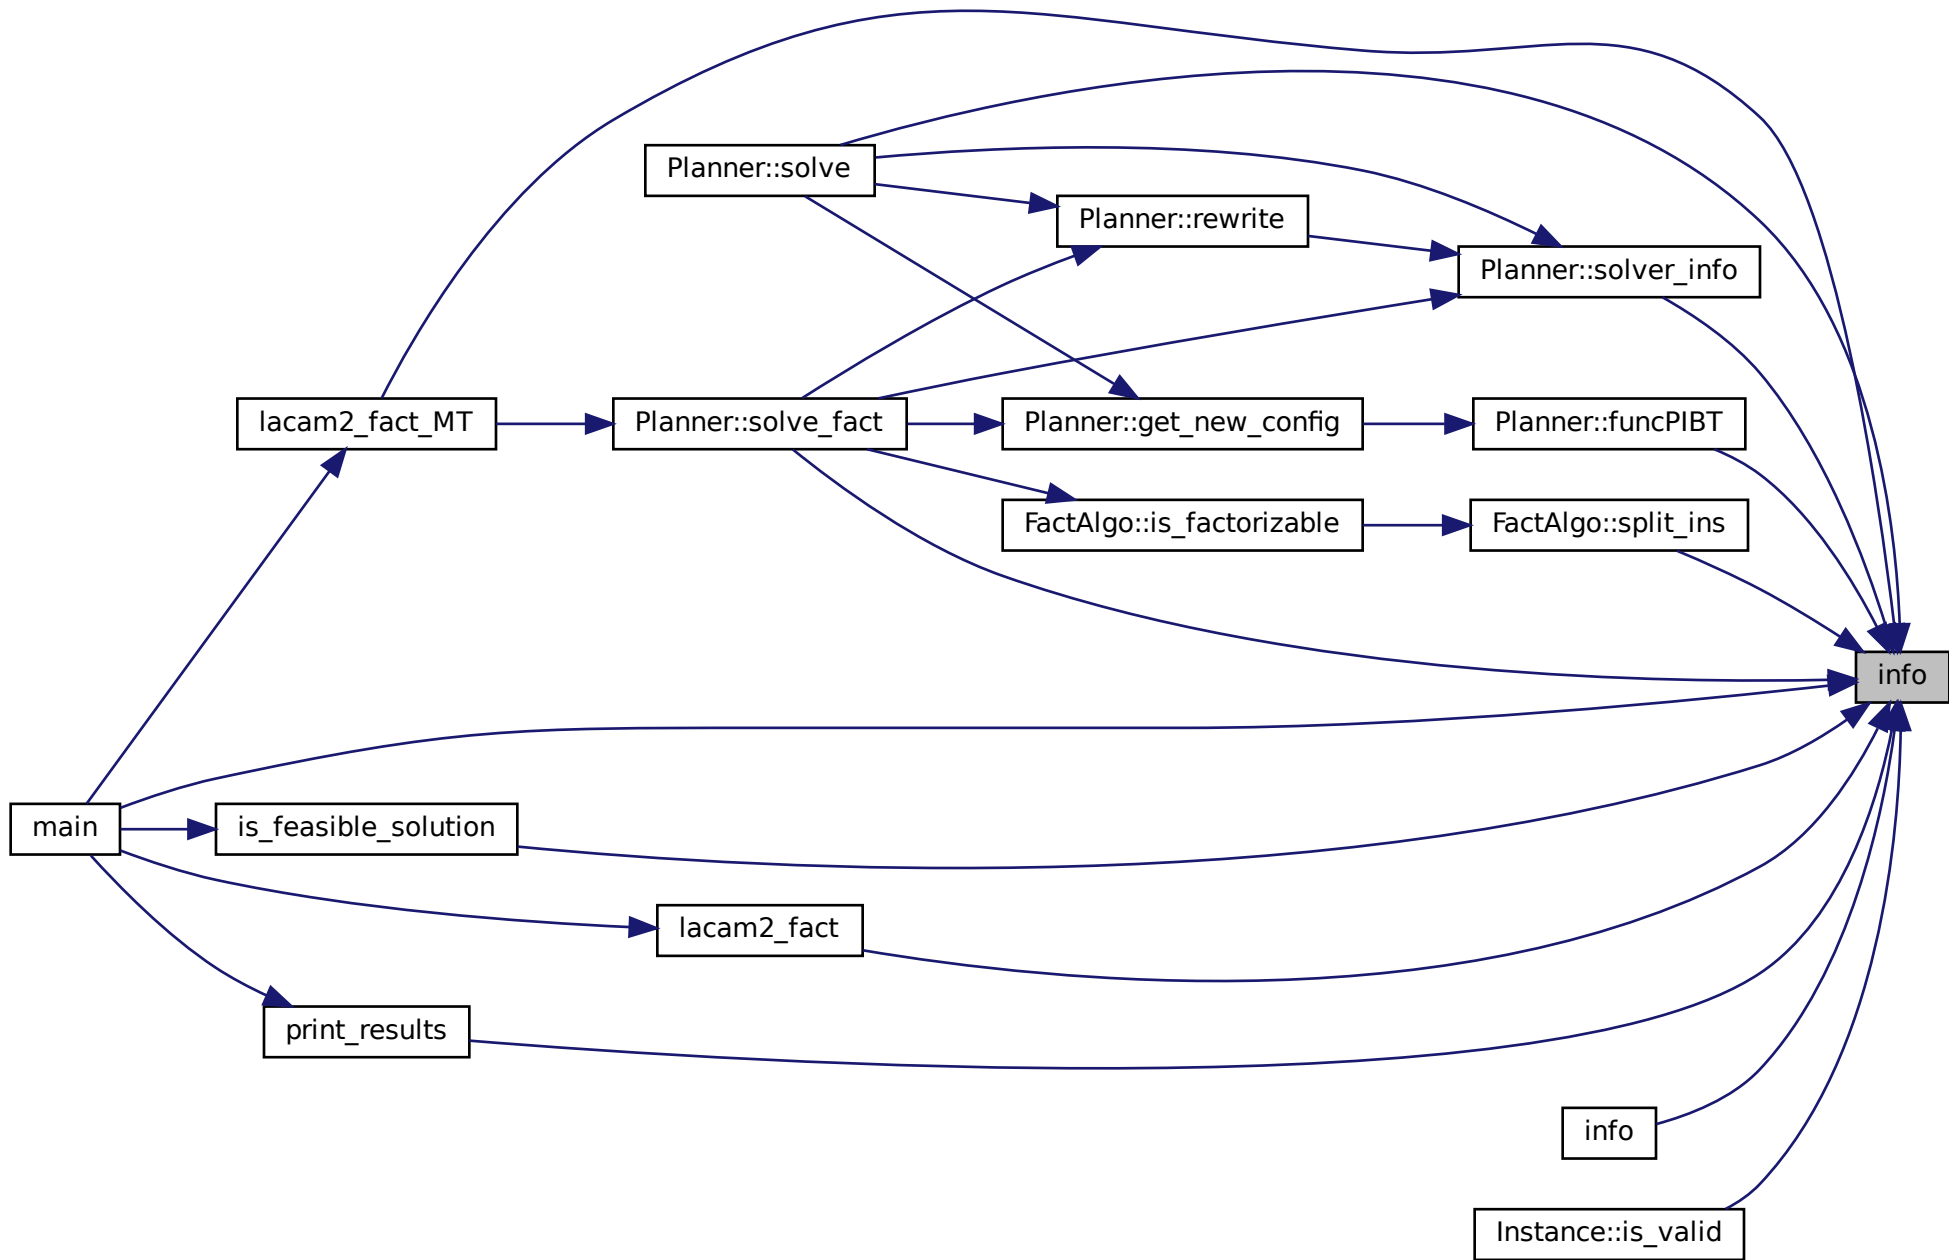 Planner::solve
Planner::rewrite
Planner::solver_info
lacam2_fact_MT
Planner::solve_fact
Planner::get_new_config
Planner::funcPIBT
FactAlgo::is_factorizable
FactAlgo::split_ins
info
main
is_feasible_solution
lacam2_fact
print_results
info
Instance::is_valid